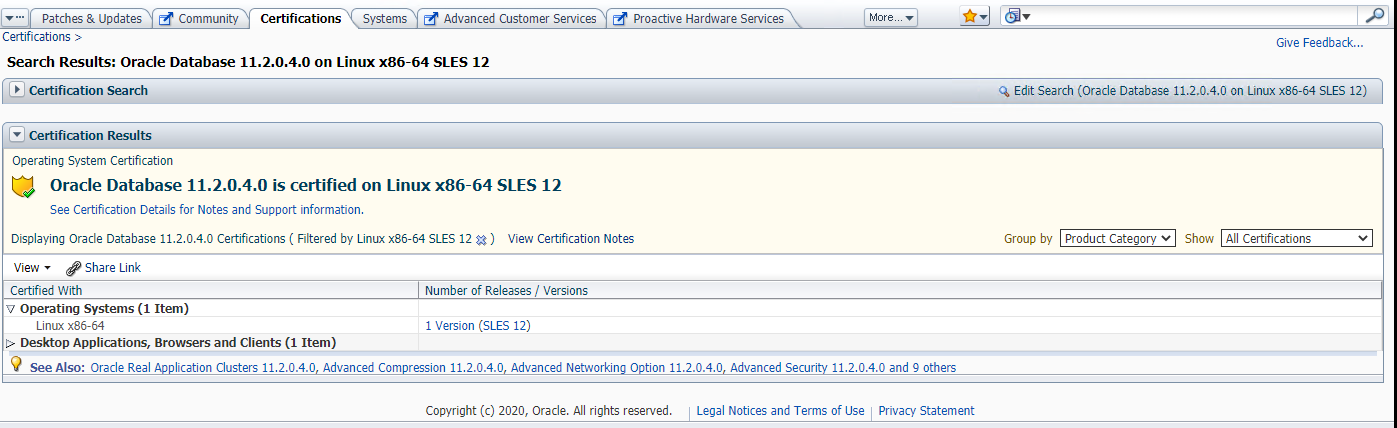 Patches & Updates Community Certifications Systems Advanced Customer Services Proactive Hardware Services More...
Certifications >
Give Feedback...
Search Results: Oracle Database 11.2.0.4.0 on Linux x86-64 SLES 12
Certification Search Edit Search (Oracle Database 11.2.0.4.0 on Linux x86-64 SLES 12)
Certification Results
Operating System Certification
Oracle Database 11.2.0.4.0 is certified on Linux x86-64 SLES 12
See Certification Details for Notes and Support information.
Displaying Oracle Database 11.2.0.4.0 Certifications ( Filtered by Linux x86-64 SLES 12 ) View Certification Notes Group by Product Category Show All Certifications
View Share Link
Certified With Number of Releases / Versions
Operating Systems (1 Item)
Linux x86-64 1 Version (SLES 12)
Desktop Applications, Browsers and Clients (1 Item)
See Also: Oracle Real Application Clusters 11.2.0.4.0, Advanced Compression 11.2.0.4.0, Advanced Networking Option 11.2.0.4.0, Advanced Security 11.2.0.4.0 and 9 others
Copyright (c) 2020, Oracle. All rights reserved. | Legal Notices and Terms of Use | Privacy Statement